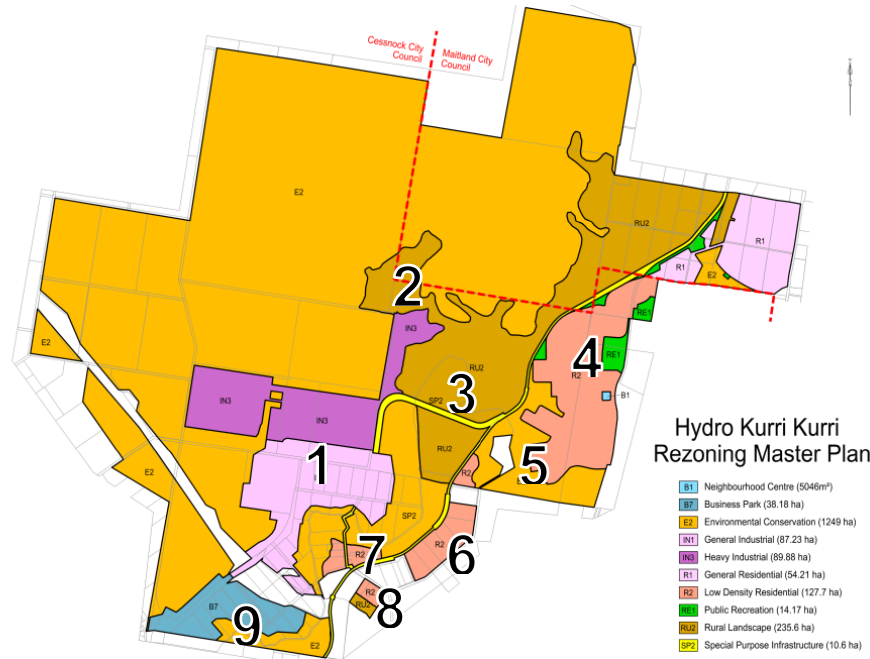 Cessnock City
Council
Maitland City
Council
E2
RU2
R1
R1
E2
2
RE1
E2
IN3
4
RE1
RU2
R2
B1
3
SP2
IN3
IN3
RU2
1
R2
5
E2
SP2
R2
6
7
R2
R2
8
RU2
B7
9
E2
Hydro Kurri Kurri
Rezoning Master Plan
B1 Neighbourhood Centre (5046m²)
B7 Business Park (38.18 ha)
E2 Environmental Conservation (1249 ha)
IN1 General Industrial (87.23 ha)
IN3 Heavy Industrial (89.88 ha)
R1 General Residential (54.21 ha)
R2 Low Density Residential (127.7 ha)
RE1 Public Recreation (14.17 ha)
RU2 Rural Landscape (235.6 ha)
SP2 Special Purpose Infrastructure (10.6 ha)